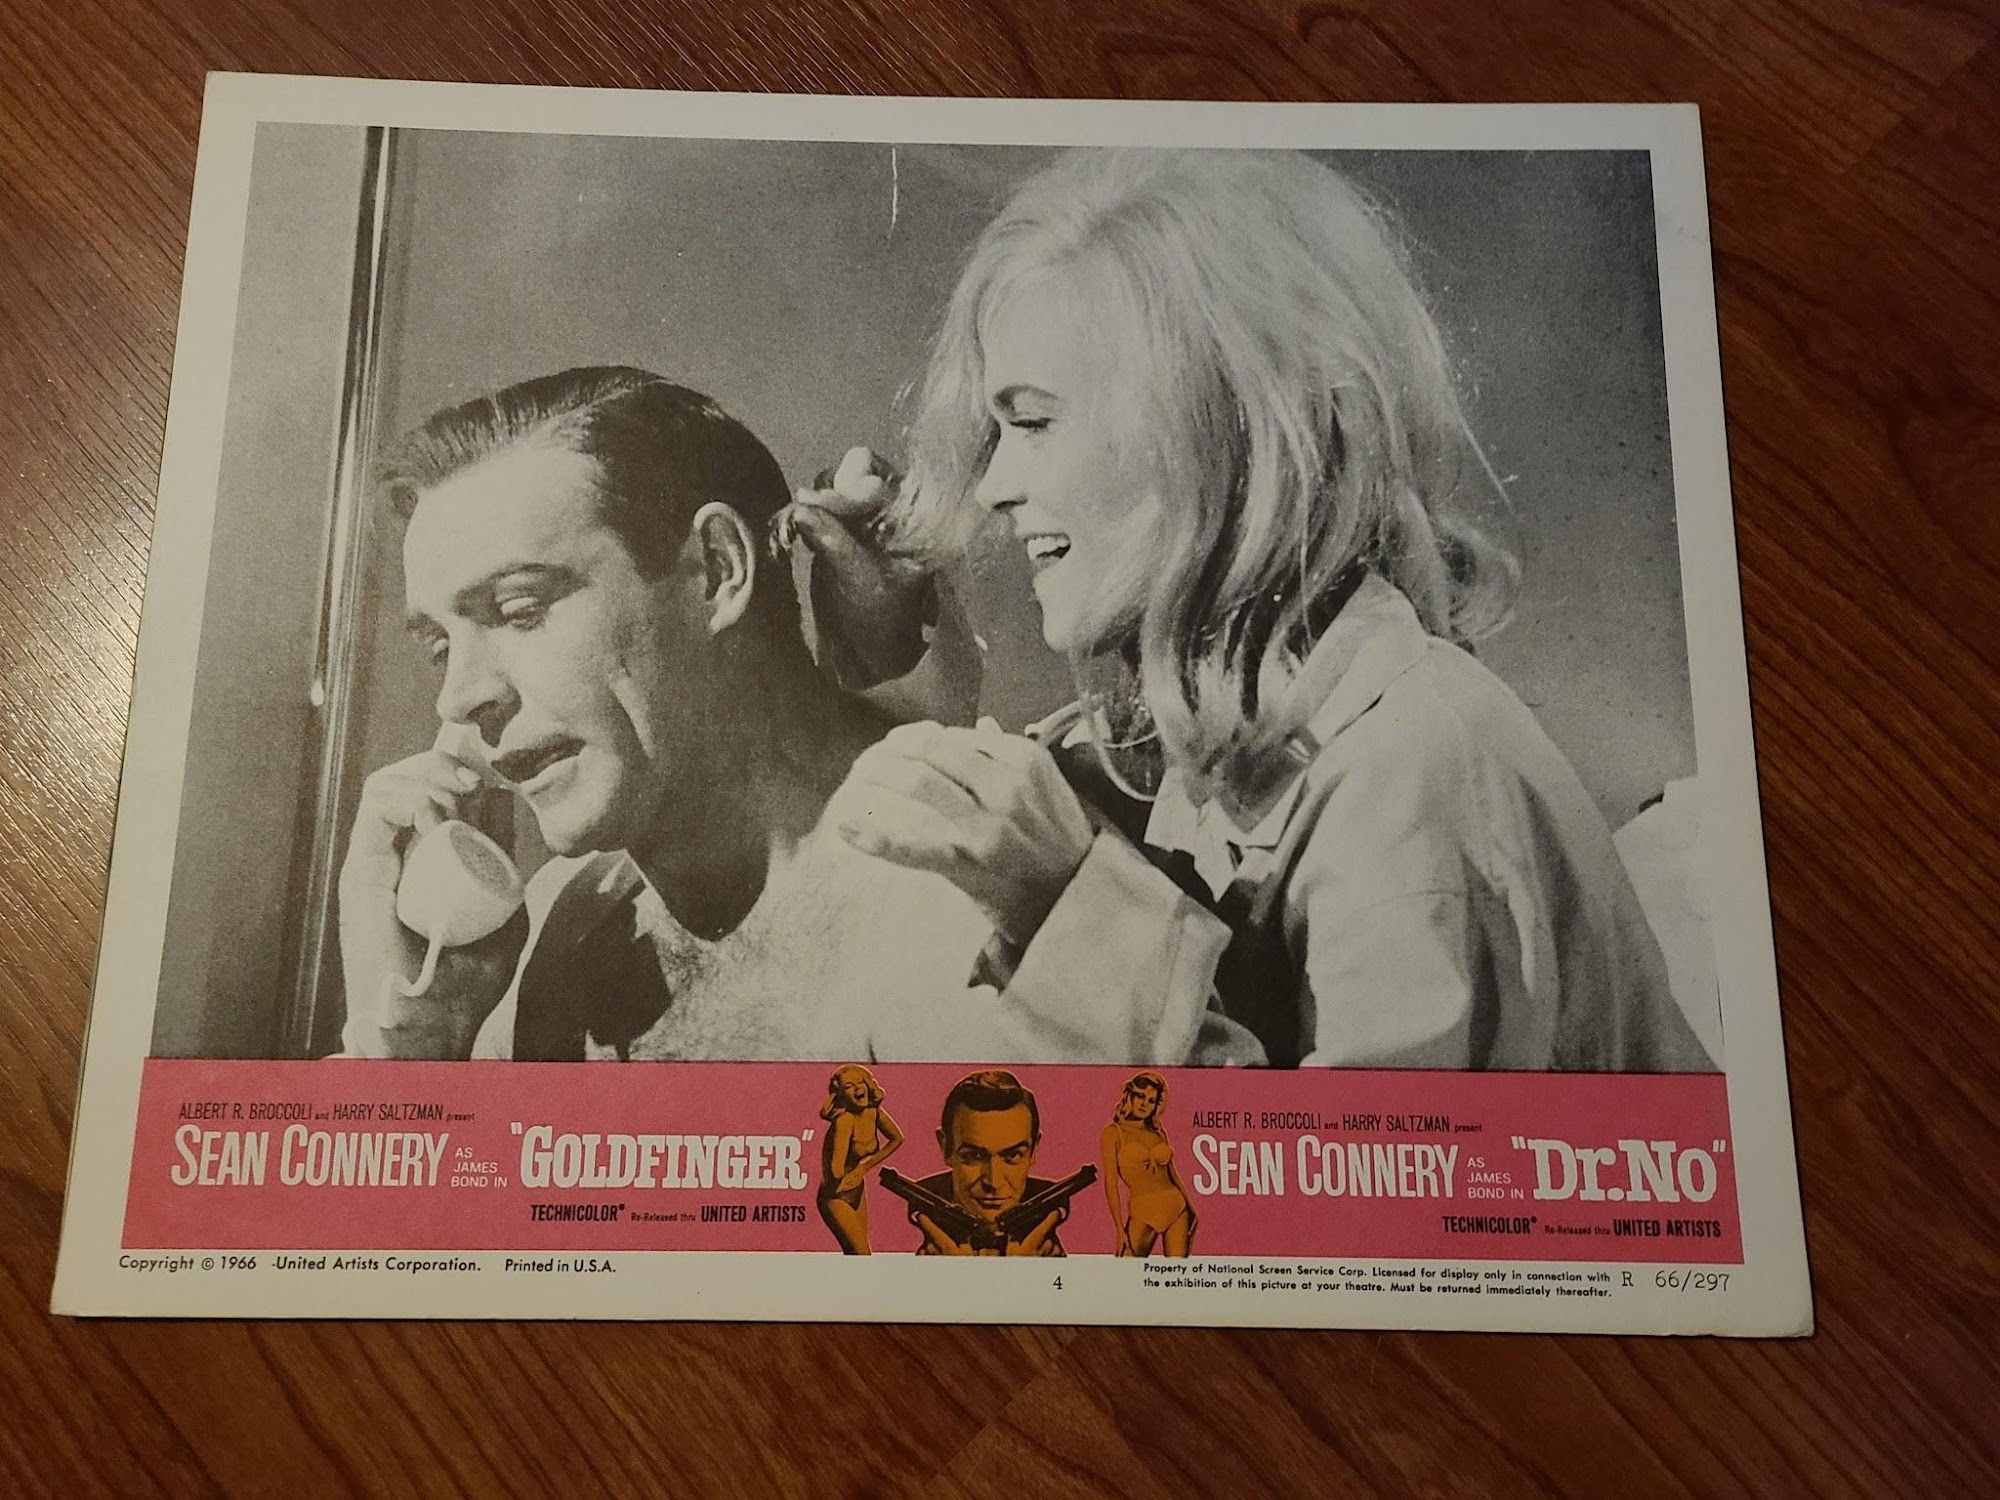 ALBERT R. BROCCOLI and HARRY SALTZMAN present
SEAN CONNERY AS JAMES BOND IN "GOLDFINGER"
TECHNICOLOR® Re-Released thru UNITED ARTISTS
ALBERT R. BROCCOLI and HARRY SALTZMAN present
SEAN CONNERY AS JAMES BOND IN "Dr. No"
TECHNICOLOR® Re-Released thru UNITED ARTISTS
Copyright © 1966 -United Artists Corporation. Printed in U.S.A.
4
Property of National Screen Service Corp. Licensed for display only in connection with
the exhibition of this picture at your theatre. Must be returned immediately thereafter.
R 66/297